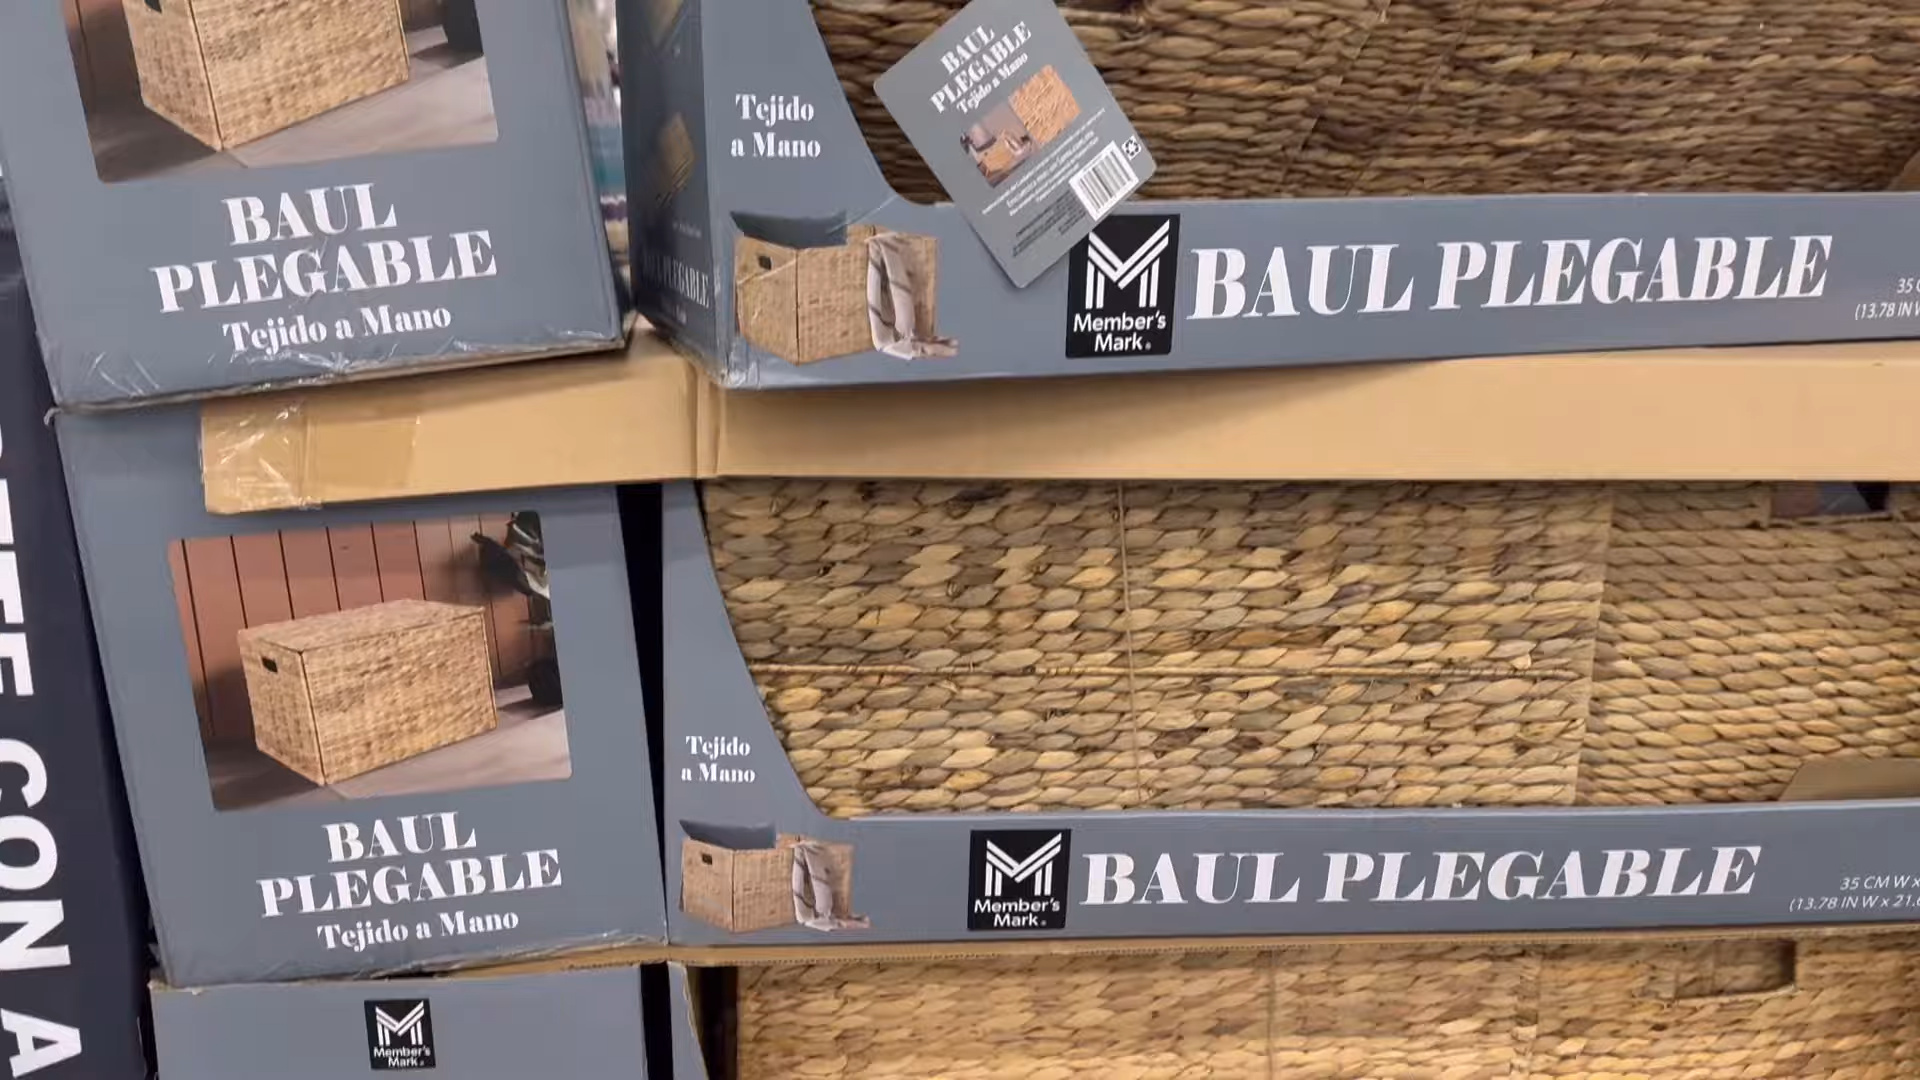 BAUL
PLEGABLE
Tejido a Mano
Tejido
a Mano
BAUL
PLEGABLE
Tejido a Mano
Member's
Mark®
BAUL PLEGABLE
35
(13.78 IN W
PLEGABLE
BAUL
PLEGABLE
Tejido a Mano
Tejido
a Mano
Member's
Mark®
BAUL PLEGABLE
35 CM W x
(13.78 IN W x 21.6
Member's
Mark®
CON A